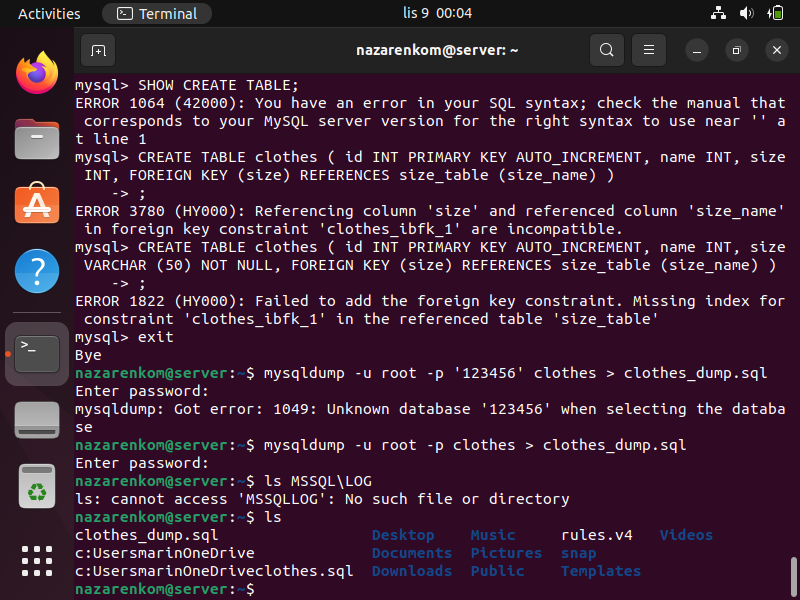 Activities
Terminal
lis 9 00:04
nazarenkom@server: ~
mysql> SHOW CREATE TABLE;
ERROR 1064 (42000): You have an error in your SQL syntax; check the manual that
 corresponds to your MySQL server version for the right syntax to use near '' a
t line 1
mysql> CREATE TABLE clothes ( id INT PRIMARY KEY AUTO_INCREMENT, name INT, size
 INT, FOREIGN KEY (size) REFERENCES size_table (size_name) )
    -> ;
ERROR 3780 (HY000): Referencing column 'size' and referenced column 'size_name'
 in foreign key constraint 'clothes_ibfk_1' are incompatible.
mysql> CREATE TABLE clothes ( id INT PRIMARY KEY AUTO_INCREMENT, name INT, size
 VARCHAR (50) NOT NULL, FOREIGN KEY (size) REFERENCES size_table (size_name) )
    -> ;
ERROR 1822 (HY000): Failed to add the foreign key constraint. Missing index for
 constraint 'clothes_ibfk_1' in the referenced table 'size_table'
mysql> exit
Bye
nazarenkom@server:~$ mysqldump -u root -p '123456' clothes > clothes_dump.sql
Enter password:
mysqldump: Got error: 1049: Unknown database '123456' when selecting the databa
se
nazarenkom@server:~$ mysqldump -u root -p clothes > clothes_dump.sql
Enter password:
nazarenkom@server:~$ ls MSSQL\LOG
ls: cannot access 'MSSQLLOG': No such file or directory
nazarenkom@server:~$ ls
clothes_dump.sql                 Desktop    Music     rules.v4   Videos
c:UsersmarinOneDrive             Documents  Pictures  snap
c:UsersmarinOneDriveclothes.sql  Downloads  Public    Templates
nazarenkom@server:~$